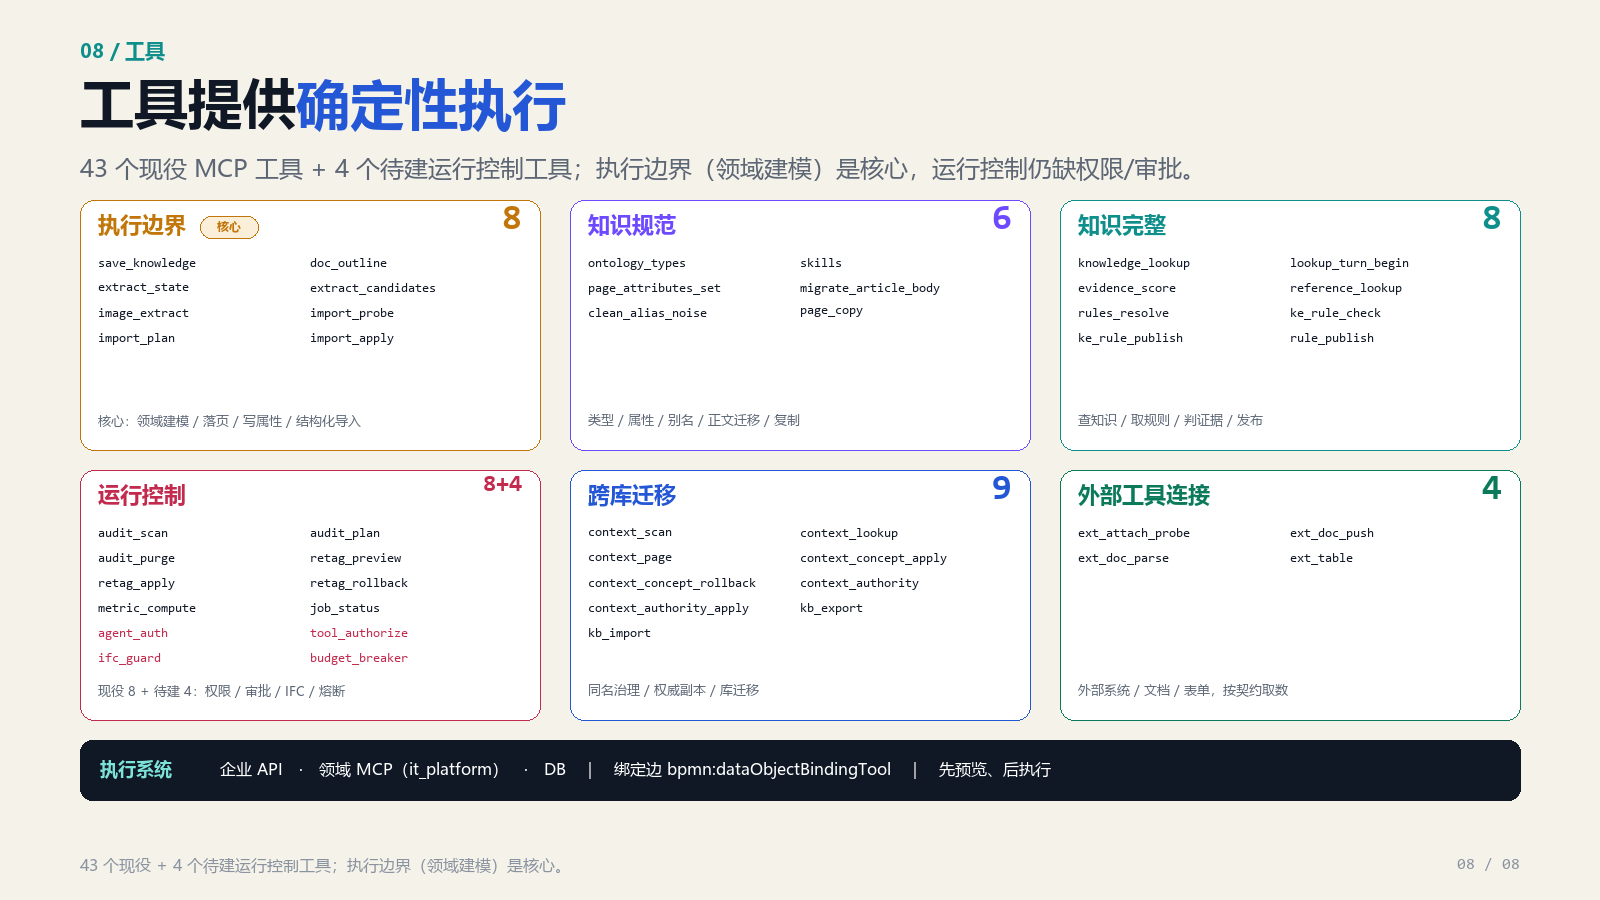 08 / 工具
工具提供确定性执行
43 个现役 MCP 工具 + 4 个待建运行控制工具；执行边界（领域建模）是核心，运行控制仍缺权限/审批。
执行边界 核心 8
save_knowledge doc_outline
extract_state extract_candidates
image_extract import_probe
import_plan import_apply
核心：领域建模 / 落页 / 写属性 / 结构化导入
知识规范 6
ontology_types skills
page_attributes_set migrate_article_body
clean_alias_noise page_copy
类型 / 属性 / 别名 / 正文迁移 / 复制
知识完整 8
knowledge_lookup lookup_turn_begin
evidence_score reference_lookup
rules_resolve ke_rule_check
ke_rule_publish rule_publish
查知识 / 取规则 / 判证据 / 发布
运行控制 8+4
audit_scan audit_plan
audit_purge retag_preview
retag_apply retag_rollback
metric_compute job_status
agent_auth tool_authorize
ifc_guard budget_breaker
现役 8 + 待建 4：权限 / 审批 / IFC / 熔断
跨库迁移 9
context_scan context_lookup
context_page context_concept_apply
context_concept_rollback context_authority
context_authority_apply kb_export
kb_import
同名治理 / 权威副本 / 库迁移
外部工具连接 4
ext_attach_probe ext_doc_push
ext_doc_parse ext_table
外部系统 / 文档 / 表单，按契约取数
执行系统 企业 API · 领域 MCP（it_platform） · DB | 绑定边 bpmn:dataObjectBindingTool | 先预览、后执行
43 个现役 + 4 个待建运行控制工具；执行边界（领域建模）是核心。
08 / 08